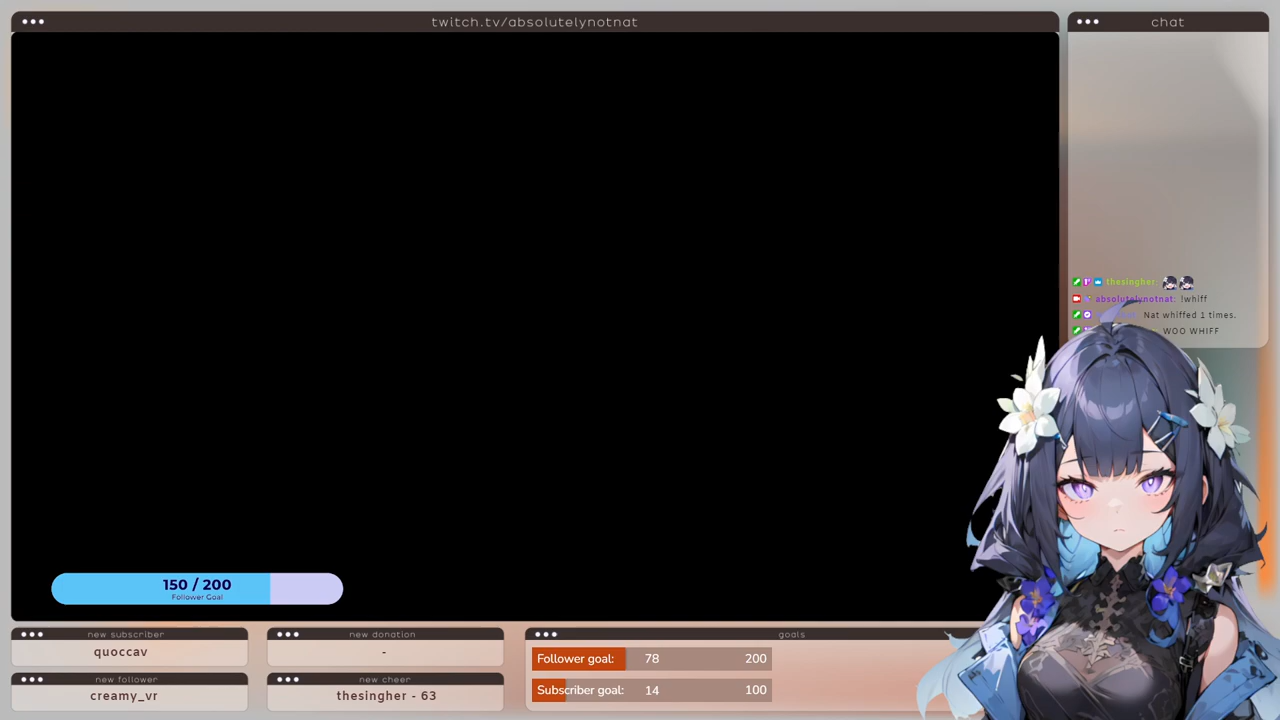 twitch.tv/absolutelynotnat
chat
thesingher:
absolutelynotnat: !whiff
Nat whiffed 1 times.
WOO WHIFF
150 / 200
Follower Goal
new subscriber
quoccav
new donation
-
goals
Follower goal: 78 200
new follower
creamy_vr
new cheer
thesingher - 63
Subscriber goal: 14 100